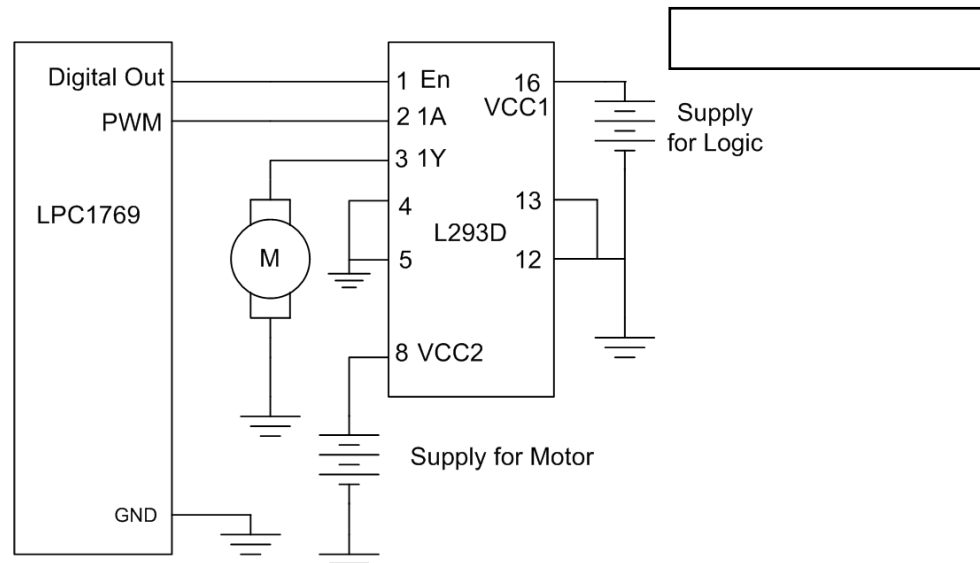 Digital Out
PWM
LPC1769
GND
M
1 En
2 1A
3 1Y
4
5
8 VCC2
L293D
16
VCC1
13
12
Supply
for Logic
Supply for Motor